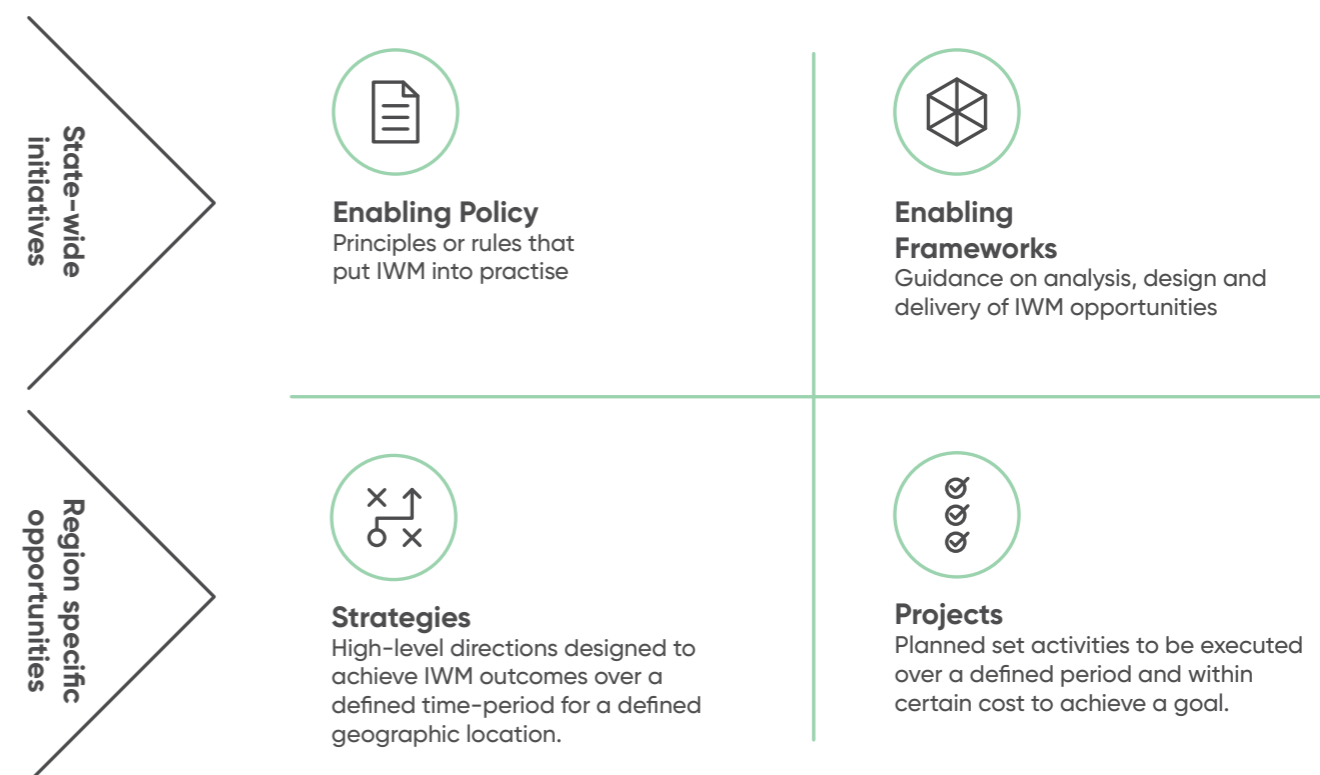 State-wide
initiatives
Enabling Policy
Principles or rules that
put IWM into practise
Enabling
Frameworks
Guidance on analysis, design and
delivery of IWM opportunities
Region specific
opportunities
Strategies
High-level directions designed to
achieve IWM outcomes over a
defined time-period for a defined
geographic location.
Projects
Planned set activities to be executed
over a defined period and within
certain cost to achieve a goal.